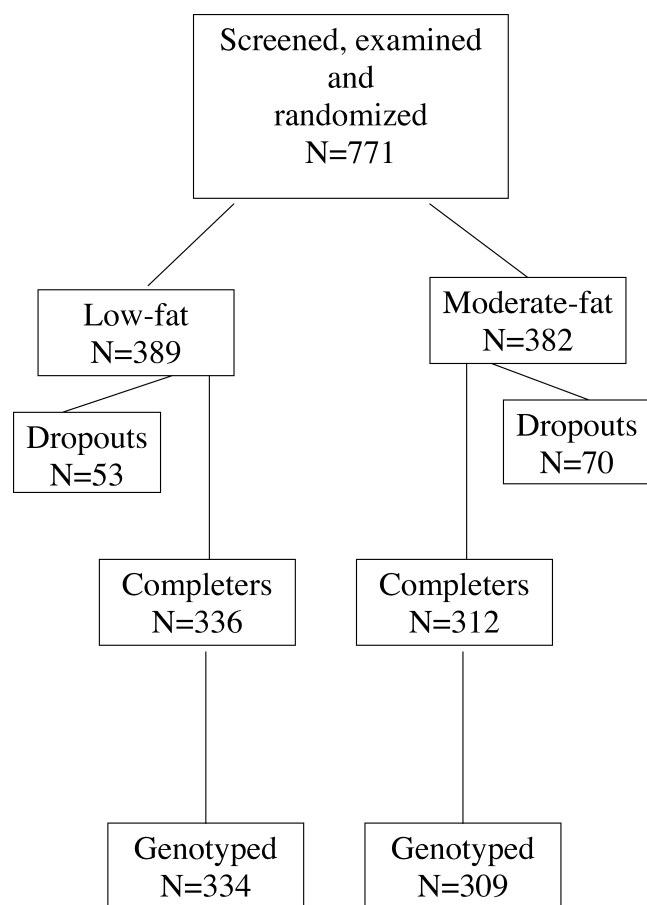 Screened, examined
and
randomized
N=771
Low-fat
N=389
Moderate-fat
N=382
Dropouts
N=53
Dropouts
N=70
Completers
N=336
Completers
N=312
Genotyped
N=334
Genotyped
N=309